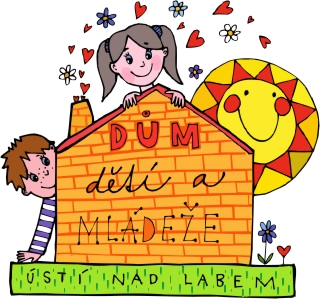 DŮM
dětí a
MLÁDEŽE
ÚSTÍ NAD LABEM